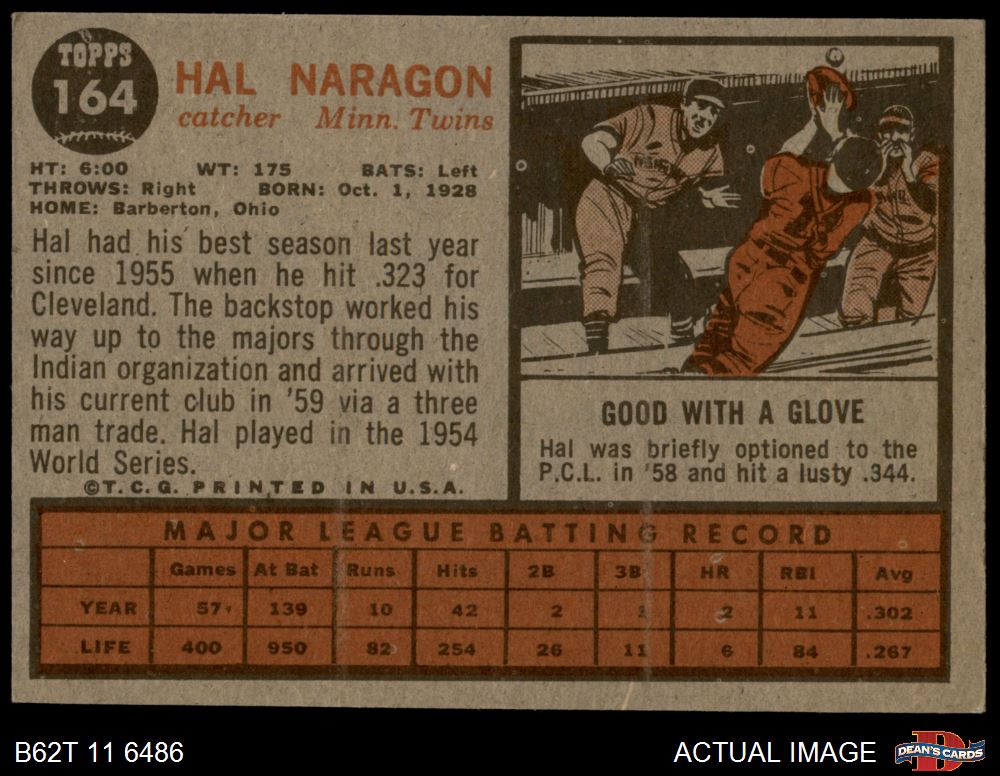 TOPPS
164
HAL NARAGON
catcher Minn. Twins
HT: 6:00 WT: 175 BATS: Left
THROWS: Right BORN: Oct. 1, 1928
HOME: Barberton, Ohio
Hal had his best season last year
since 1955 when he hit .323 for
Cleveland. The backstop worked his
way up to the majors through the
Indian organization and arrived with
his current club in '59 via a three
man trade. Hal played in the 1954
World Series.
©T.C.G. PRINTED IN U.S.A.
GOOD WITH A GLOVE
Hal was briefly optioned to the
P.C.L. in '58 and hit a lusty .344.
MAJOR LEAGUE BATTING RECORD
Games At Bat Runs Hits 2B 3B HR RBI Avg
YEAR 57 139 10 42 2 2 11 .302
LIFE 400 950 82 254 26 11 6 84 .267
B62T 11 6486
ACTUAL IMAGE
D
DEAN'S CARDS